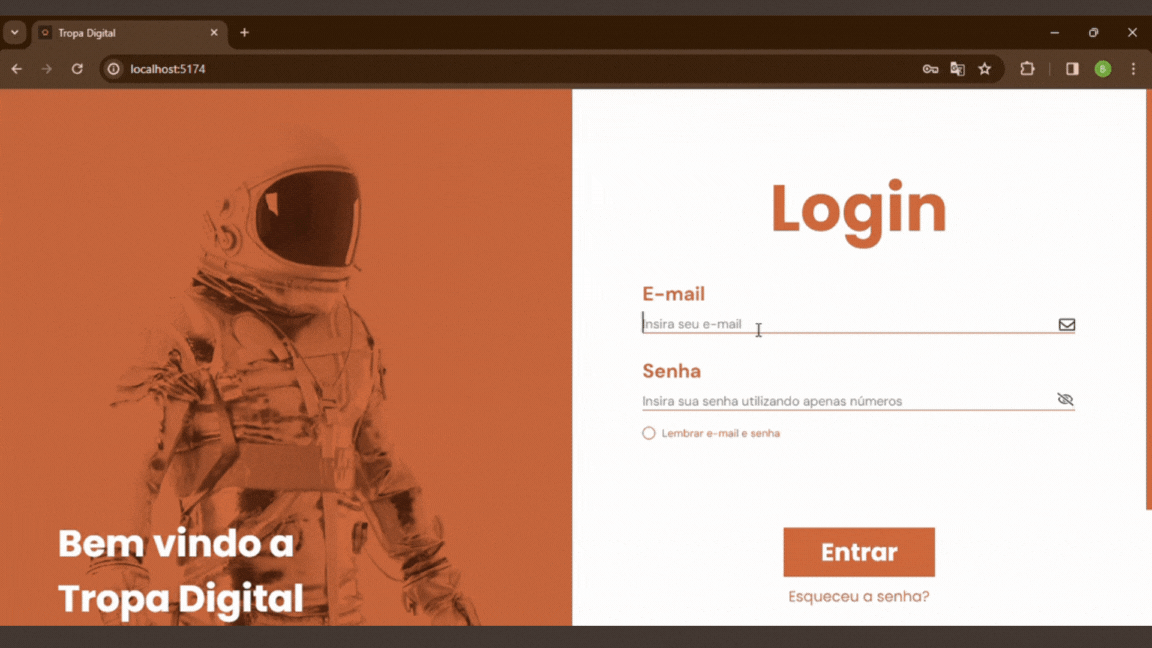 Tropa Digital
localhost:5174
B
Login
E-mail
Insira seu e-mail
Senha
Insira sua senha utilizando apenas números
Lembrar e-mail e senha
Entrar
Esqueceu a senha?
Bem vindo a
Tropa Digital